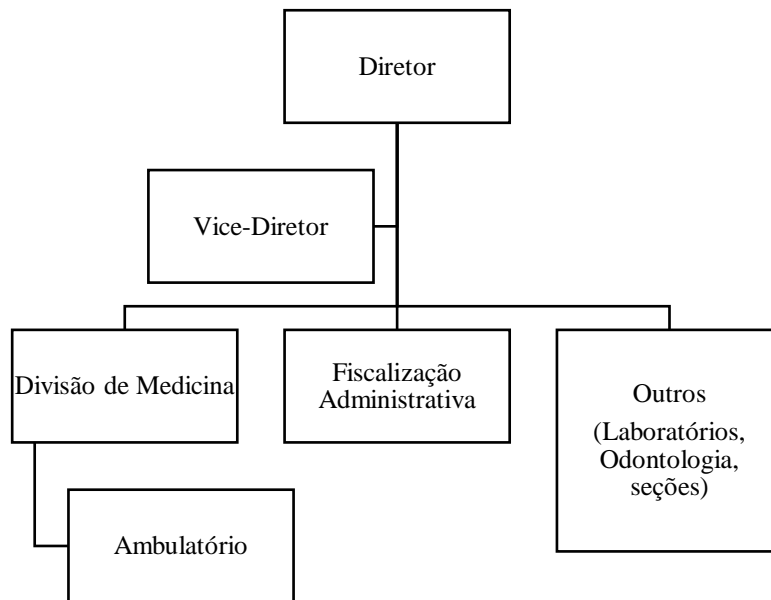 Diretor
Vice-Diretor
Divisão de Medicina
Fiscalização
Administrativa
Outros
(Laboratórios,
Odontologia,
seções)
Ambulatório